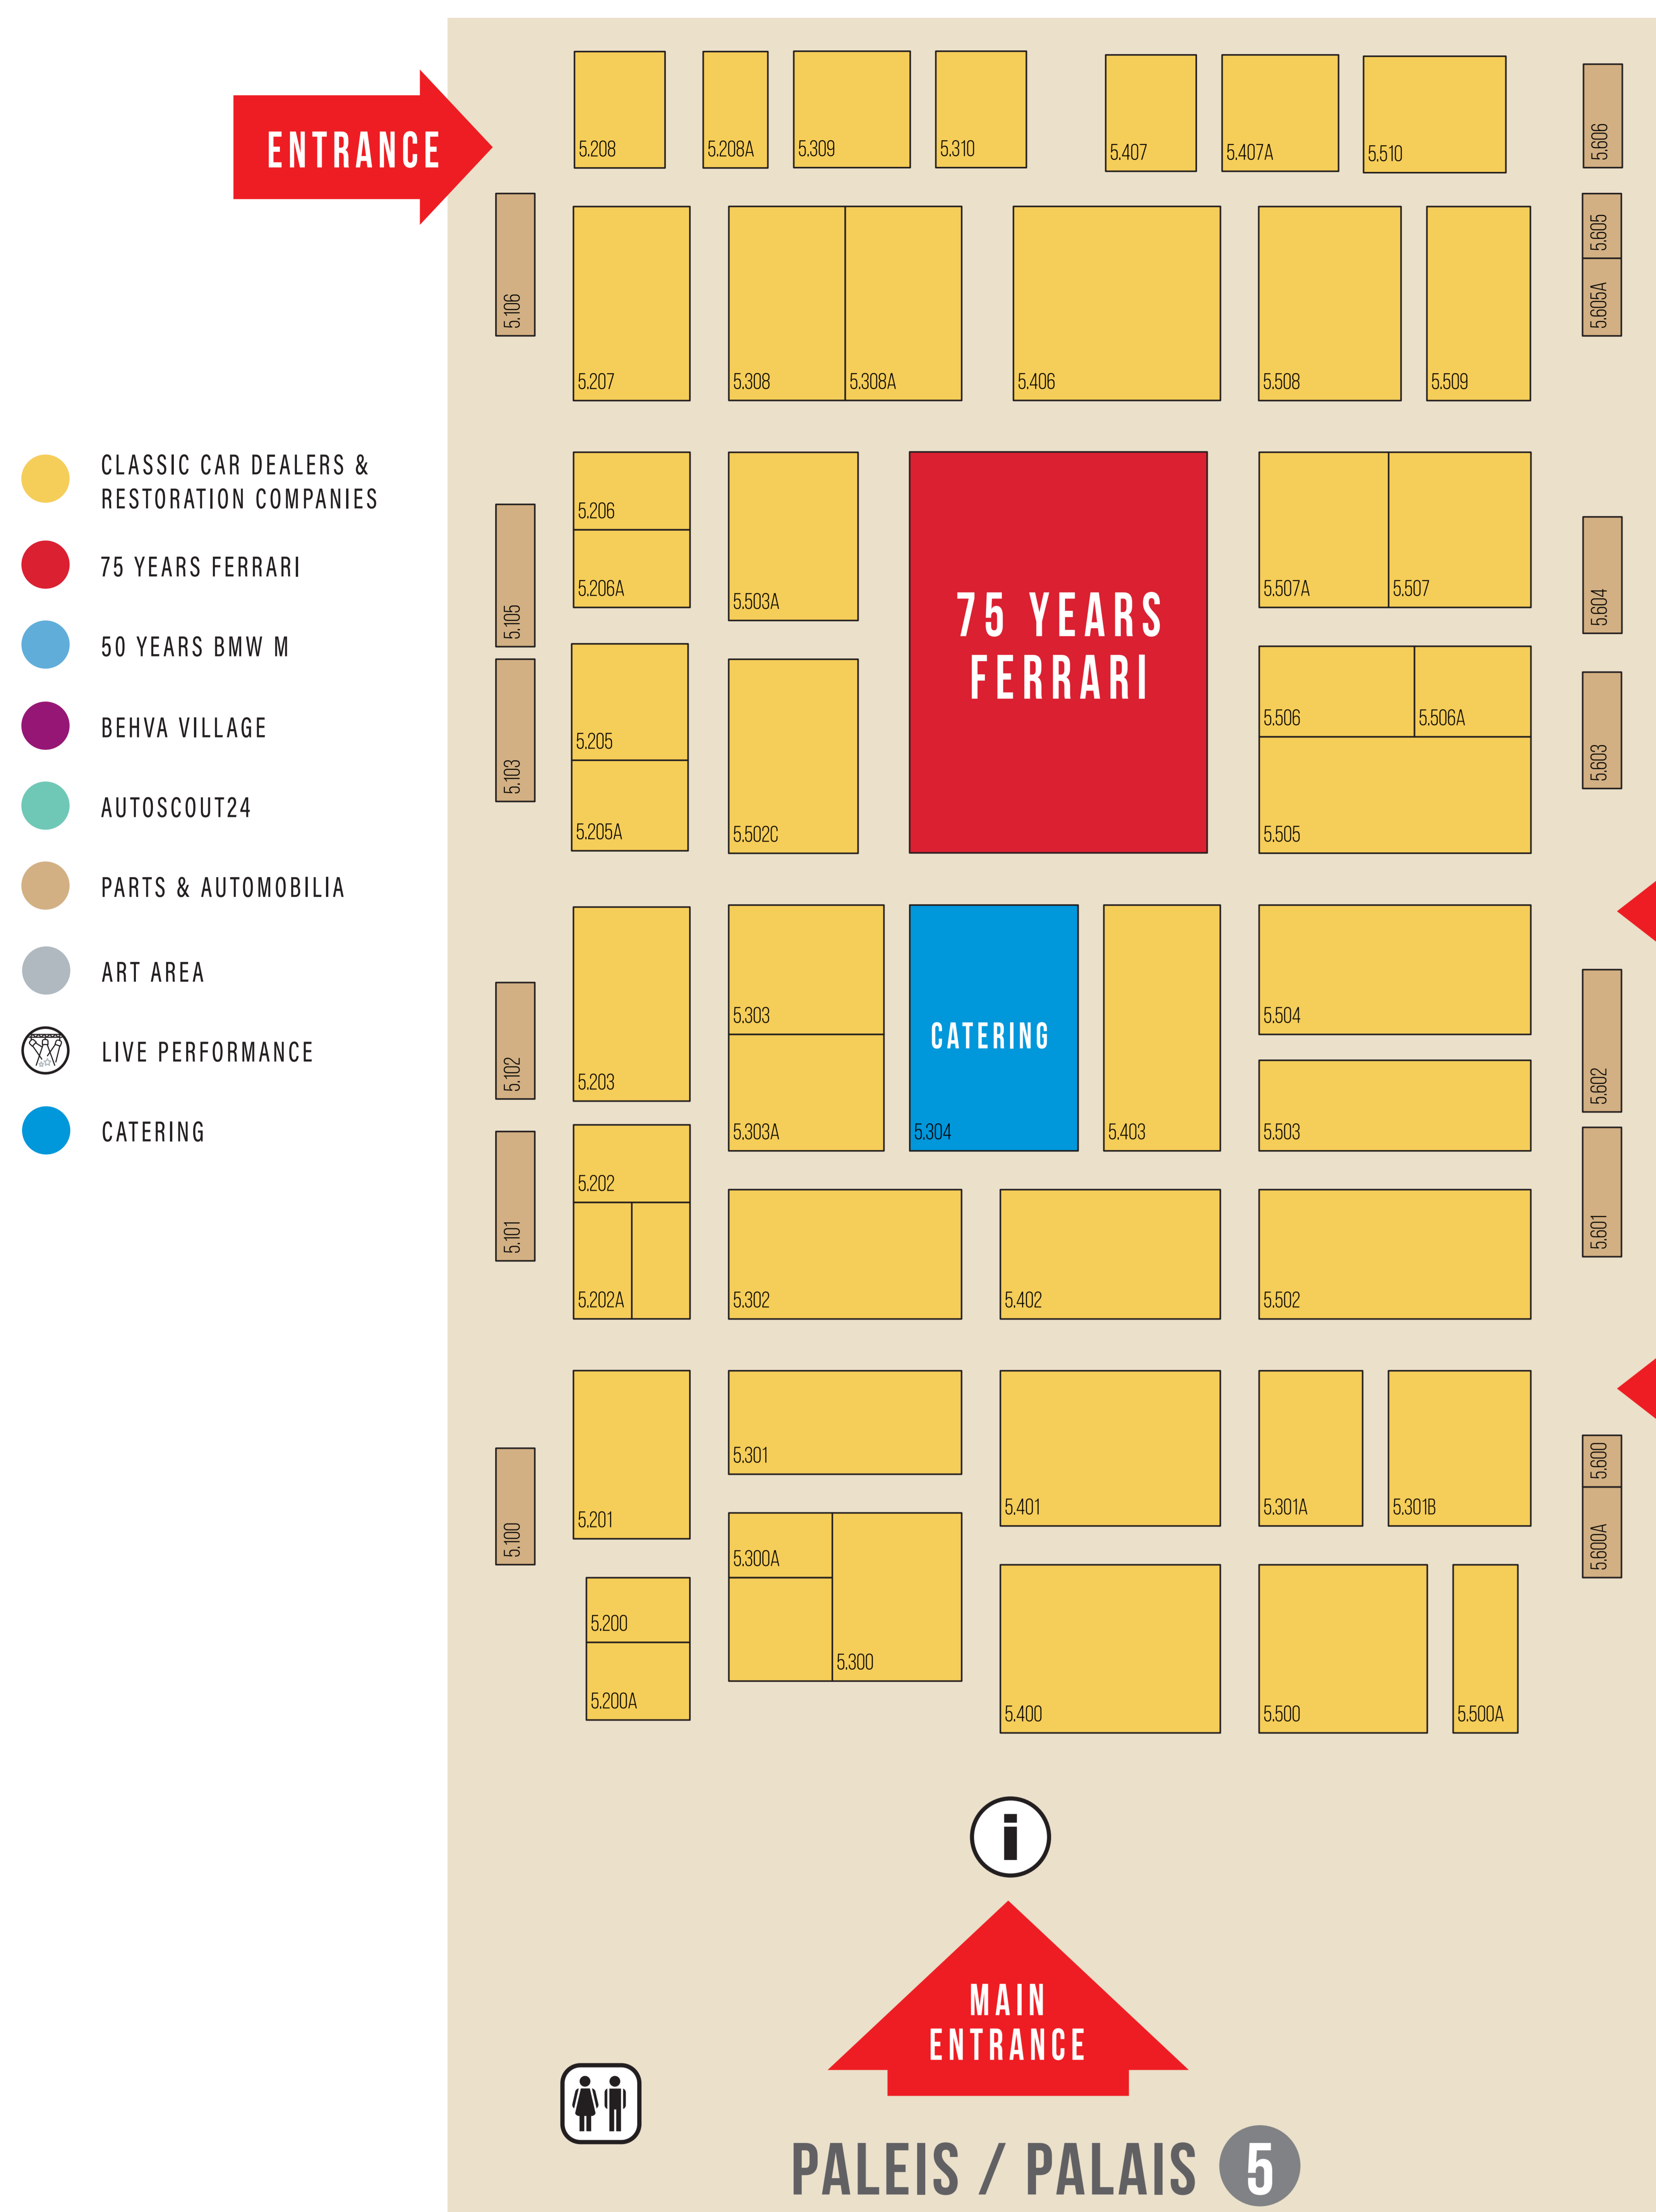 ENTRANCE
5.208
5.208A
5.309
5.310
5.407
5.407A
5.510
5.606
5.106
5.605
5.605A
5.207
5.308
5.308A
5.406
5.508
5.509
CLASSIC CAR DEALERS &
RESTORATION COMPANIES
75 YEARS FERRARI
50 YEARS BMW M
BEHVA VILLAGE
AUTOSCOUT24
PARTS & AUTOMOBILIA
ART AREA
LIVE PERFORMANCE
CATERING
5.206
5.206A
5.105
5.503A
75 YEARS
FERRARI
5.507A
5.507
5.604
5.205
5.205A
5.103
5.502C
5.506
5.506A
5.505
5.603
5.203
5.102
5.303
5.303A
CATERING
5.304
5.403
5.504
5.503
5.602
5.101
5.202
5.202A
5.302
5.402
5.502
5.601
5.100
5.201
5.301
5.401
5.301A
5.301B
5.600
5.600A
5.200
5.200A
5.300A
5.300
5.400
5.500
5.500A
i
MAIN
ENTRANCE
PALEIS / PALAIS 5